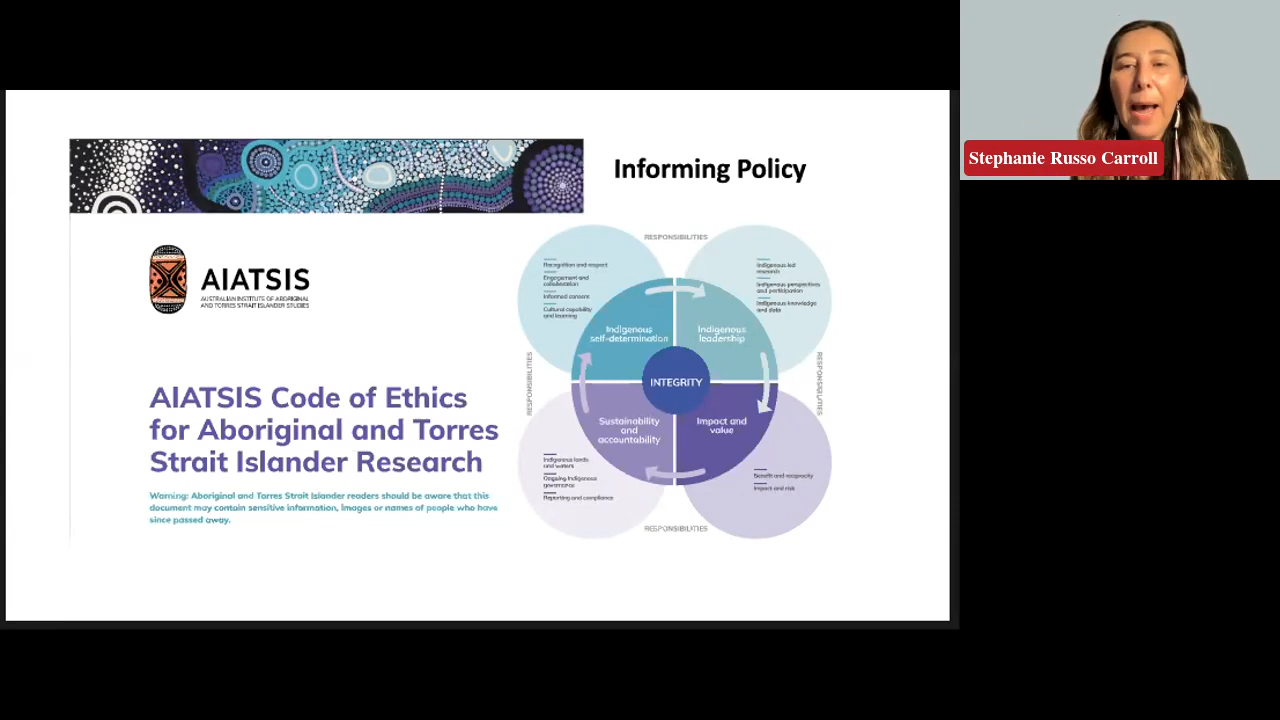 Informing Policy
AIATSIS
AUSTRALIAN INSTITUTE OF ABORIGINAL
AND TORRES STRAIT ISLANDER STUDIES
AIATSIS Code of Ethics
for Aboriginal and Torres
Strait Islander Research
Warning: Aboriginal and Torres Strait Islander readers should be aware that this
document may contain sensitive information, images or names of people who have
since passed away.
RESPONSIBILITIES
Recognition and respect
Engagement and
collaboration
Informed consent
Cultural capability
and learning
Indigenous led
research
Indigenous perspectives
and participation
Indigenous knowledge
and data
Indigenous
self-determination
Indigenous
leadership
RESPONSIBILITIES
INTEGRITY
RESPONSIBILITIES
Sustainability
and
accountability
Impact and
value
Indigenous lands
and waters
Ongoing Indigenous
governance
Reporting and compliance
Benefit and reciprocity
Impact and risk
RESPONSIBILITIES
Stephanie Russo Carroll